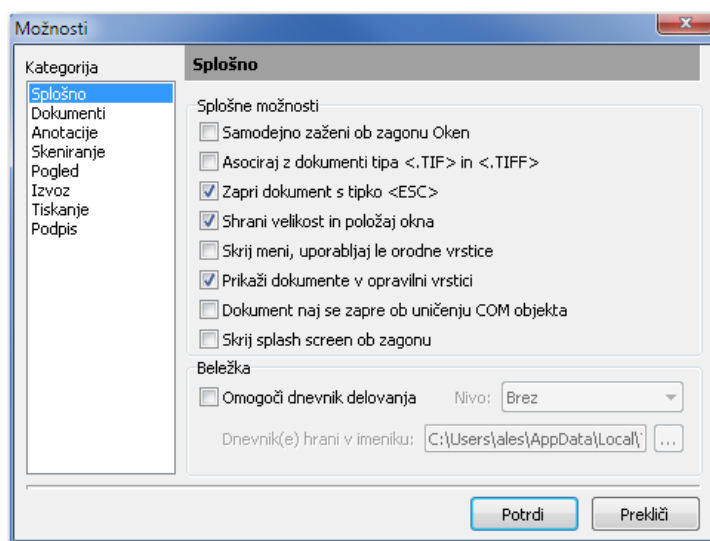 Možnosti
Kategorija
Splošno
Dokumenti
Anotacije
Skeniranje
Pogled
Izvoz
Tiskanje
Podpis
Splošno
Splošne možnosti
Samodejno zaženi ob zagonu Oken
Asociraj z dokumenti tipa <.TIF> in <.TIFF>
Zapri dokument s tipko <ESC>
Shrani velikost in položaj okna
Skrij meni, uporabljaj le orodne vrstice
Prikaži dokumente v opravilni vrstici
Dokument naj se zapre ob uničenju COM objekta
Skrij splash screen ob zagonu
Beležka
Omogoči dnevnik delovanja Nivo: Brez
Dnevnik(e) hrani v imeniku: C:\Users\ales\AppData\Local\ ...
Potrdi Prekliči